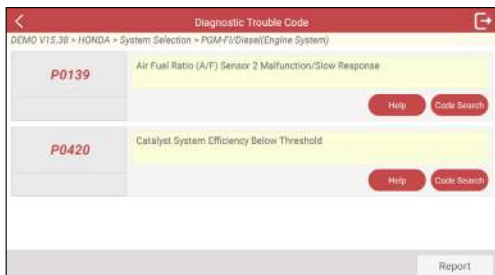 Diagnostic Trouble Code
DEMO V15.38 > HONDA > System Selection > PGM-FI/Diesel(Engine System)
P0139
Air Fuel Ratio (A/F) Sensor 2 Malfunction/Slow Response
Help
Code Search
P0420
Catalyst System Efficiency Below Threshold
Help
Code Search
Report